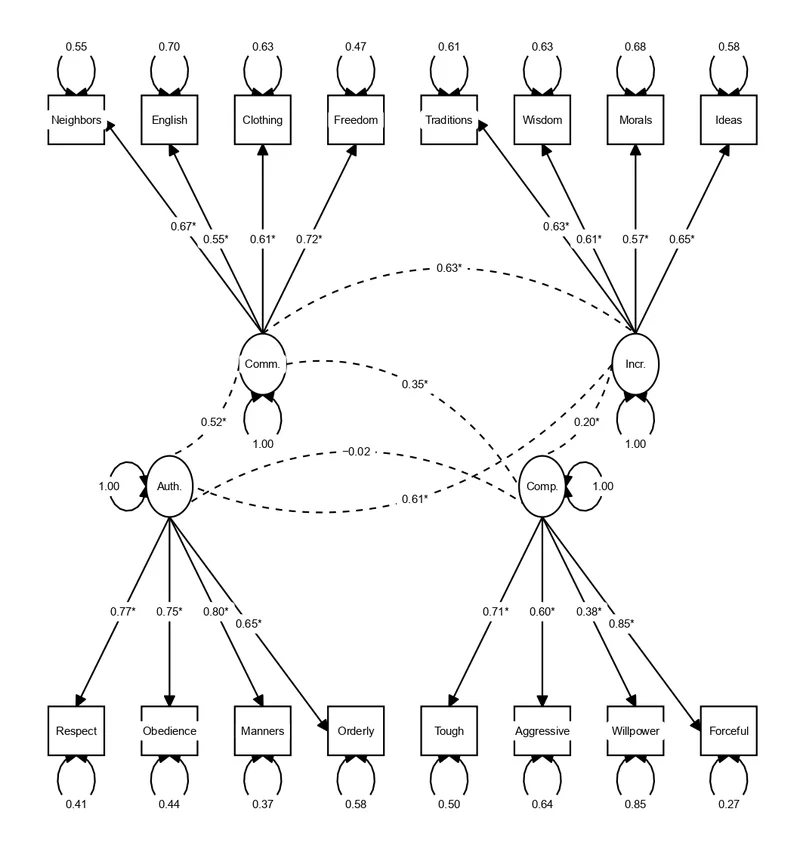 0.55 0.70 0.63 0.47 0.61 0.63 0.68 0.58
Neighbors English Clothing Freedom Traditions Wisdom Morals Ideas
0.67* 0.63*
0.55* 0.61* 0.72* 0.61* 0.57* 0.65*
0.63*
Comm. Incr.
0.35*
0.52* 0.20*
1.00 1.00
−0.02
1.00 Auth. Comp. 1.00
0.61*
0.77* 0.75* 0.80* 0.71* 0.60* 0.38*
0.65* 0.85*
Respect Obedience Manners Orderly Tough Aggressive Willpower Forceful
0.41 0.44 0.37 0.58 0.50 0.64 0.85 0.27